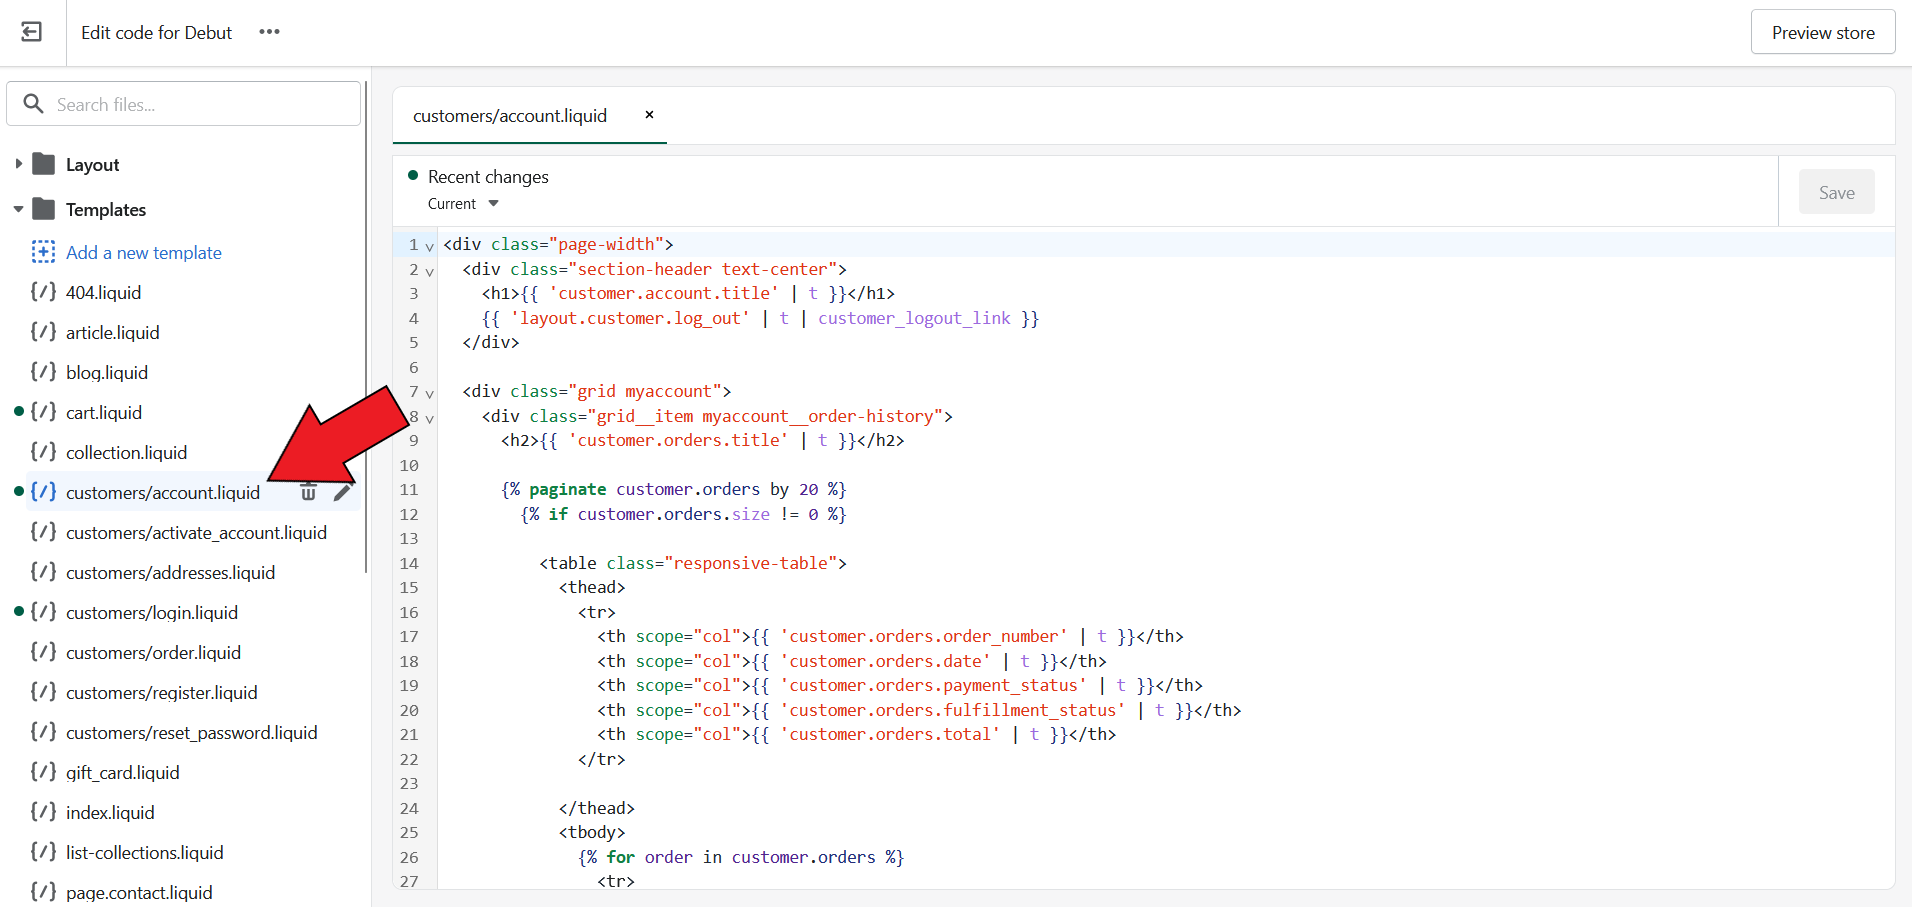 Edit code for Debut •••
Preview store
Search files...
Layout
Templates
Add a new template
{/} 404.liquid
{/} article.liquid
{/} blog.liquid
{/} cart.liquid
{/} collection.liquid
{/} customers/account.liquid
{/} customers/activate_account.liquid
{/} customers/addresses.liquid
{/} customers/login.liquid
{/} customers/order.liquid
{/} customers/register.liquid
{/} customers/reset_password.liquid
{/} gift_card.liquid
{/} index.liquid
{/} list-collections.liquid
{/} page.contact.liquid
customers/account.liquid ×
Recent changes
Current
Save
1 <div class="page-width">
2 <div class="section-header text-center">
3 <h1>{{ 'customer.account.title' | t }}</h1>
4 {{ 'layout.customer.log_out' | t | customer_logout_link }}
5 </div>
6
7 <div class="grid myaccount">
8 <div class="grid__item myaccount__order-history">
9 <h2>{{ 'customer.orders.title' | t }}</h2>
10
11 {% paginate customer.orders by 20 %}
12 {% if customer.orders.size != 0 %}
13
14 <table class="responsive-table">
15 <thead>
16 <tr>
17 <th scope="col">{{ 'customer.orders.order_number' | t }}</th>
18 <th scope="col">{{ 'customer.orders.date' | t }}</th>
19 <th scope="col">{{ 'customer.orders.payment_status' | t }}</th>
20 <th scope="col">{{ 'customer.orders.fulfillment_status' | t }}</th>
21 <th scope="col">{{ 'customer.orders.total' | t }}</th>
22 </tr>
23
24 </thead>
25 <tbody>
26 {% for order in customer.orders %}
27 <tr>